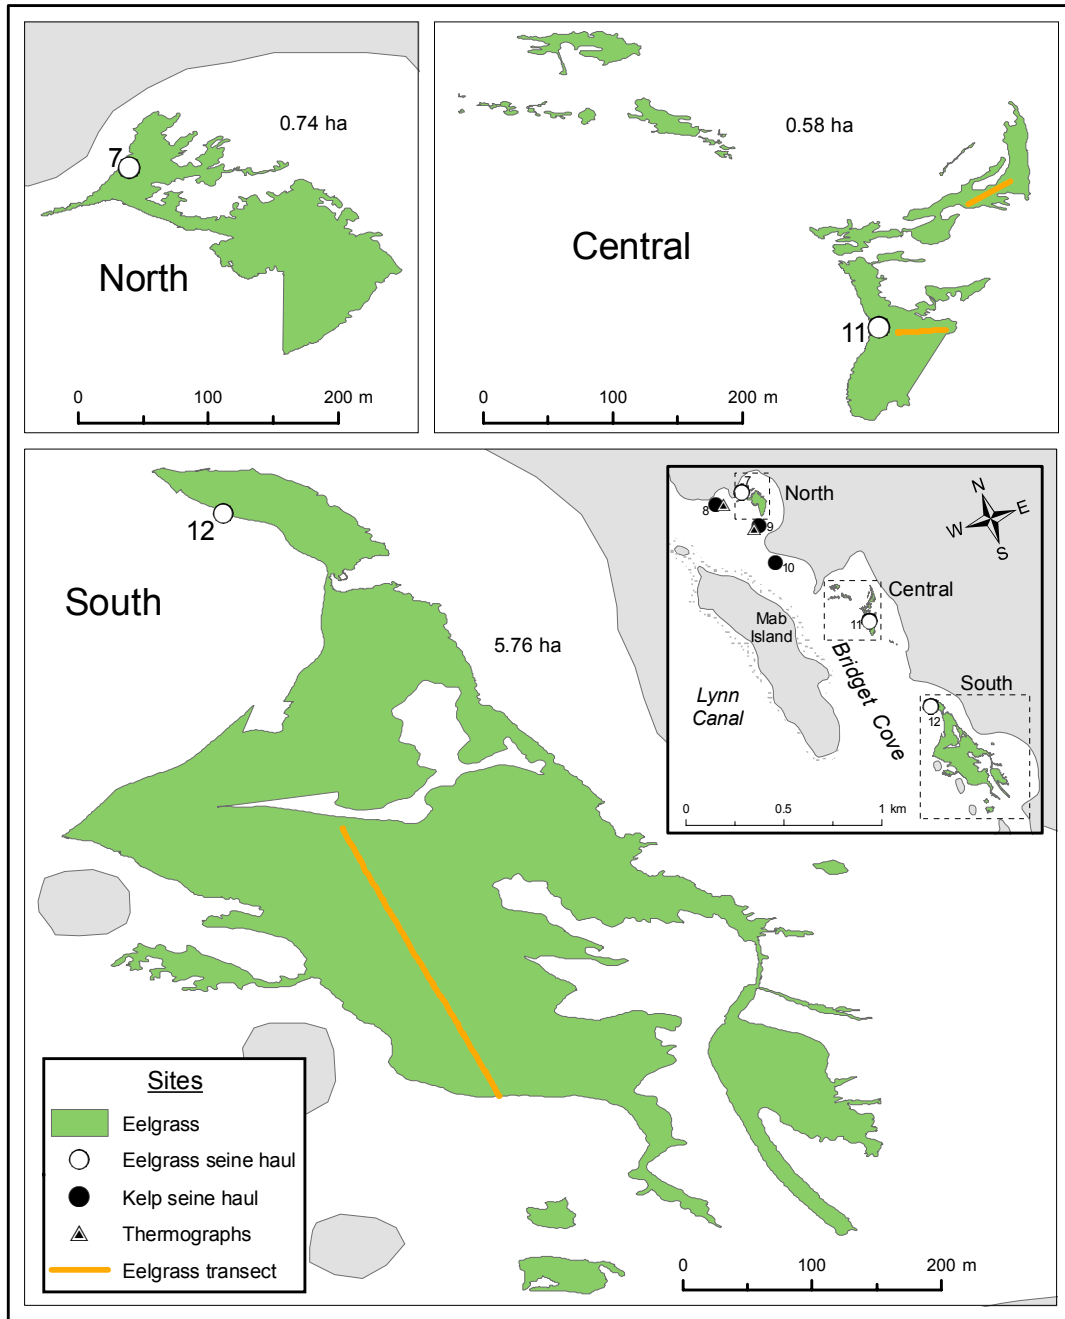 0.74 ha
7
North
0 100 200 m
0.58 ha
Central
11
0 100 200 m
12
South
5.76 ha
7
North
8
9
10
N
W E
S
Central
11
Mab
Island
Bridget Cove
Lynn
Canal
South
12
0 0.5 1 km
Sites
Eelgrass
Eelgrass seine haul
Kelp seine haul
Thermographs
Eelgrass transect
0 100 200 m